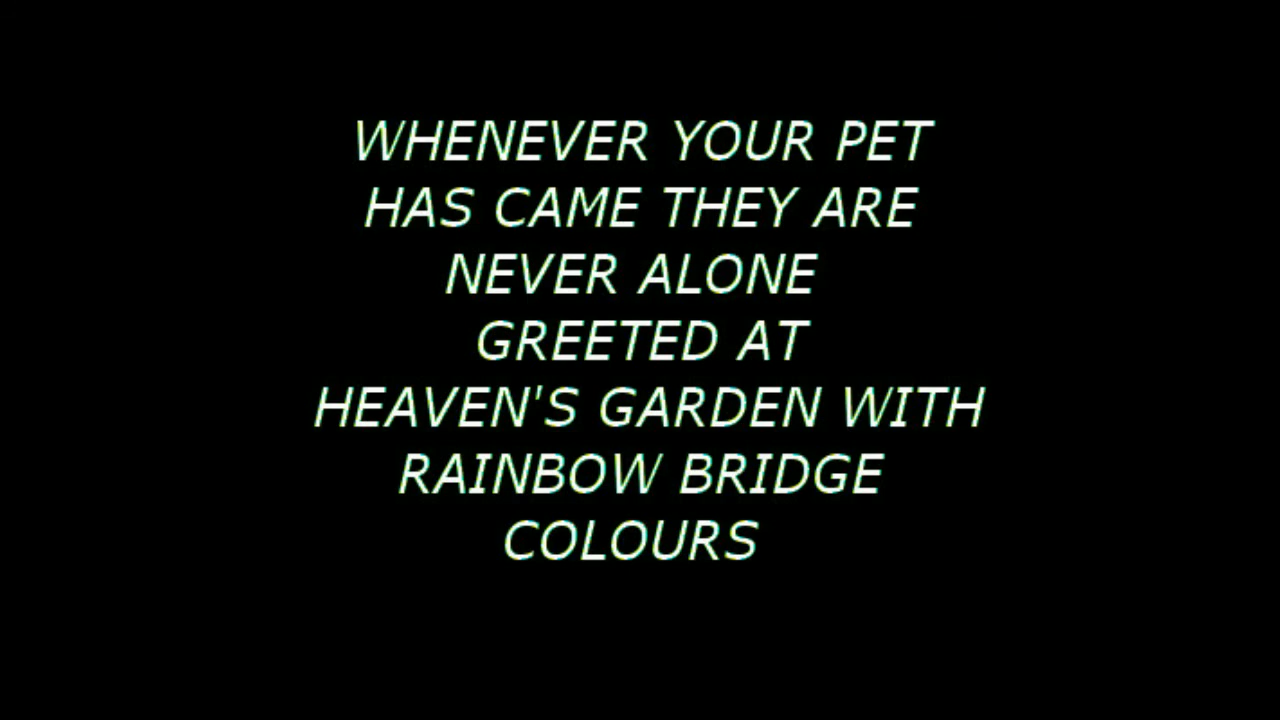 WHENEVER YOUR PET
HAS CAME THEY ARE
NEVER ALONE
GREETED AT
HEAVEN'S GARDEN WITH
RAINBOW BRIDGE
COLOURS